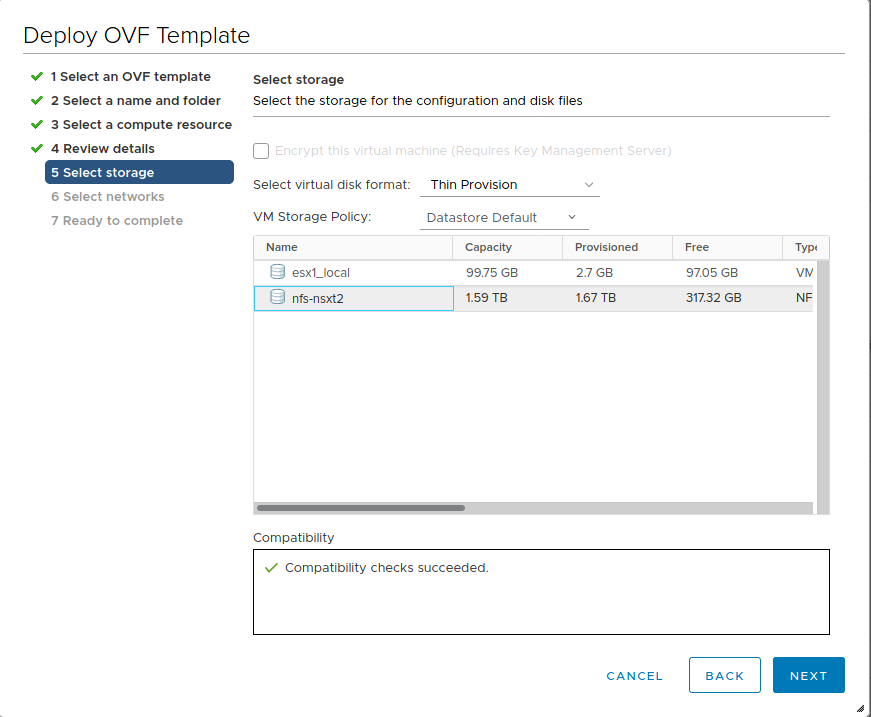 Deploy OVF Template
1 Select an OVF template
2 Select a name and folder
3 Select a compute resource
4 Review details
5 Select storage
6 Select networks
7 Ready to complete
Select storage
Select the storage for the configuration and disk files
Encrypt this virtual machine (Requires Key Management Server)
Select virtual disk format: Thin Provision
VM Storage Policy: Datastore Default
Name Capacity Provisioned Free Type
esx1_local 99.75 GB 2.7 GB 97.05 GB VM
nfs-nsxt2 1.59 TB 1.67 TB 317.32 GB NF
Compatibility
Compatibility checks succeeded.
CANCEL BACK NEXT